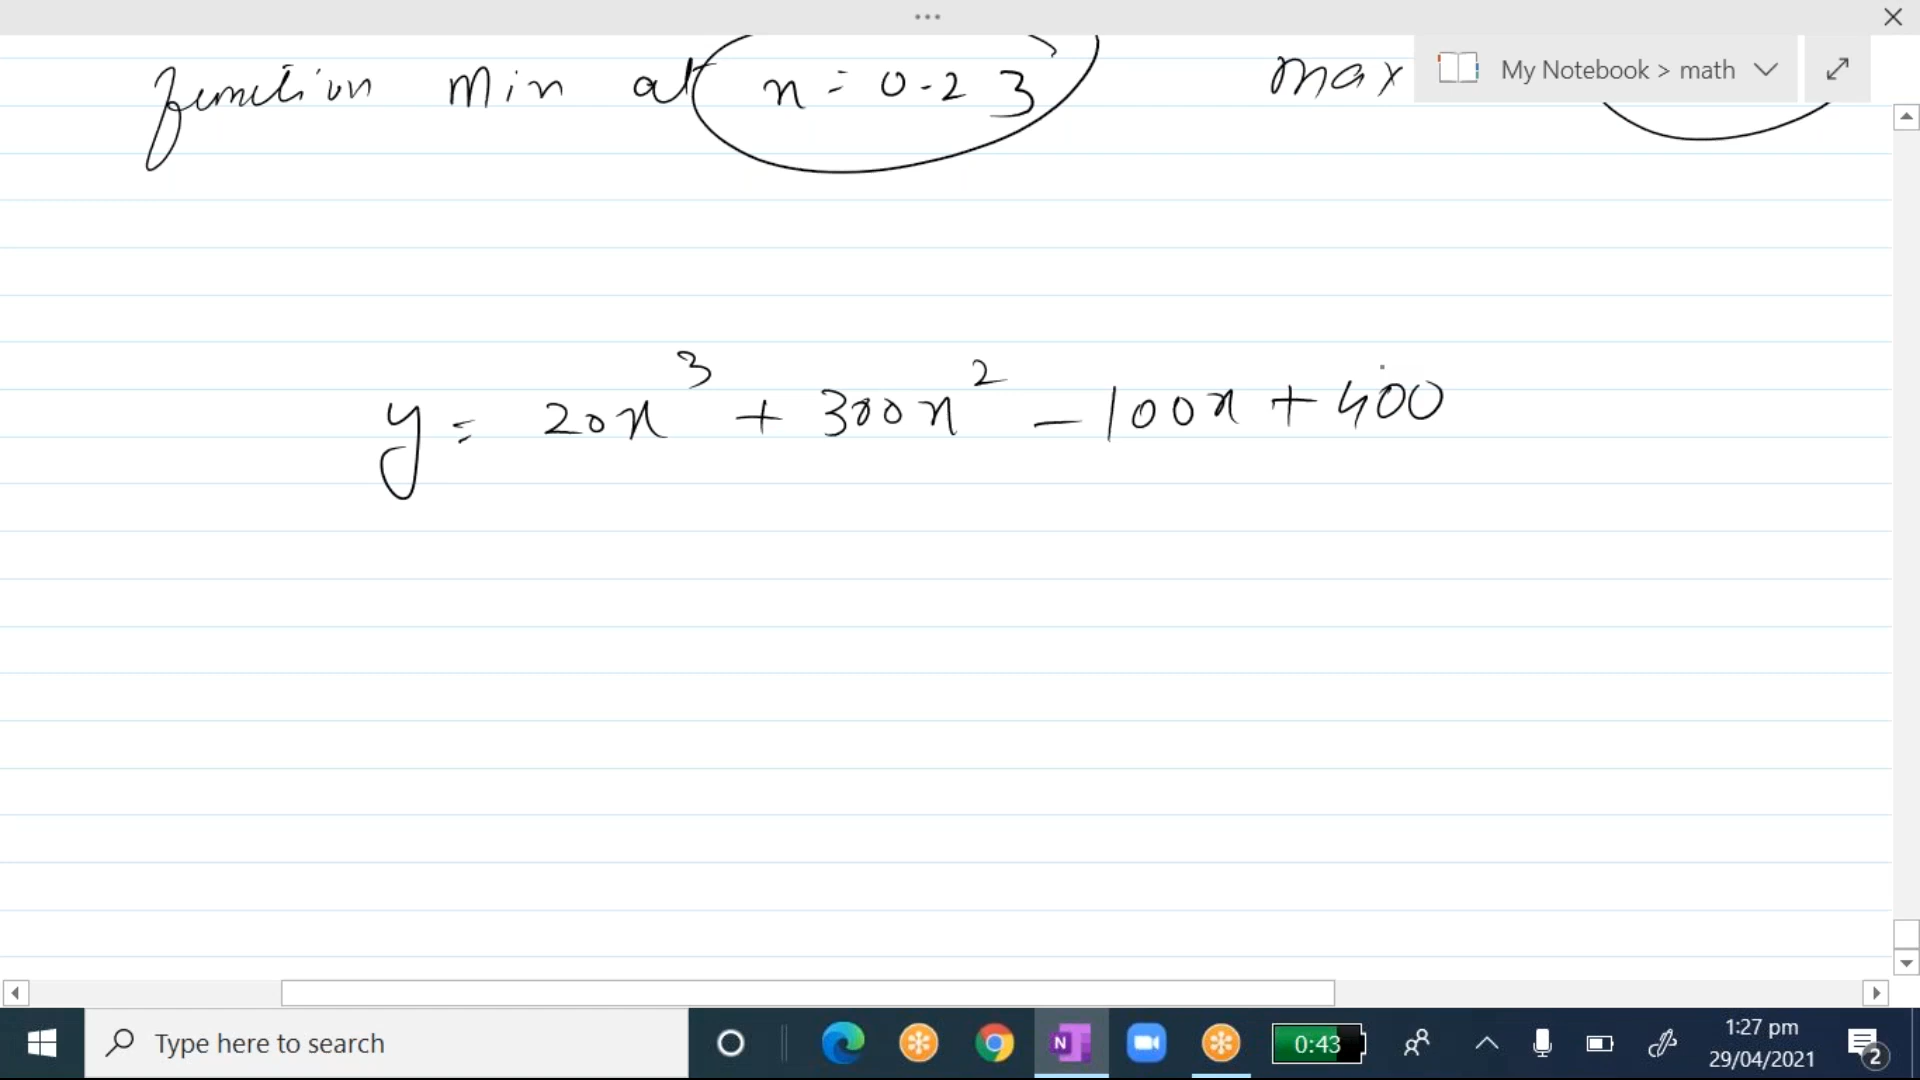 function Min at x = 0.23 max
My Notebook > math
y = 20x³ + 300x² - 100x + 400
Type here to search
N
0:43
1:27 pm
29/04/2021
2